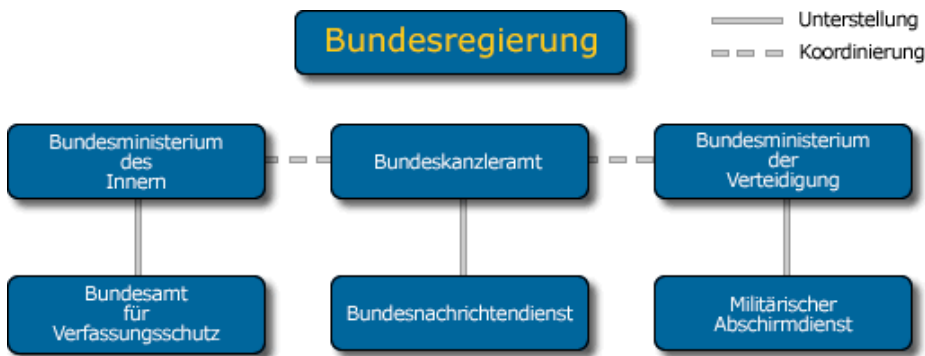 Bundesregierung
Unterstellung
Koordinierung
Bundesministerium
des
Innern
Bundeskanzleramt
Bundesministerium
der
Verteidigung
Bundesamt
für
Verfassungsschutz
Bundesnachrichtendienst
Militärischer
Abschirmdienst